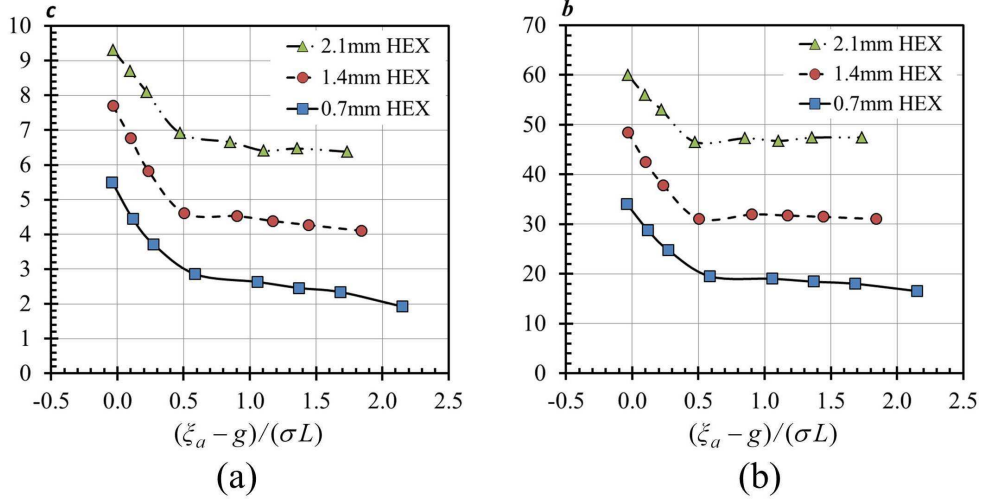 c
10
9
8
7
6
5
4
3
2
1
0
-0.5 0.0 0.5 1.0 1.5 2.0 2.5
2.1mm HEX
1.4mm HEX
0.7mm HEX
(ξₐ − g)/(σL)
(a)
b
70
60
50
40
30
20
10
0
-0.5 0.0 0.5 1.0 1.5 2.0 2.5
2.1mm HEX
1.4mm HEX
0.7mm HEX
(ξₐ − g)/(σL)
(b)